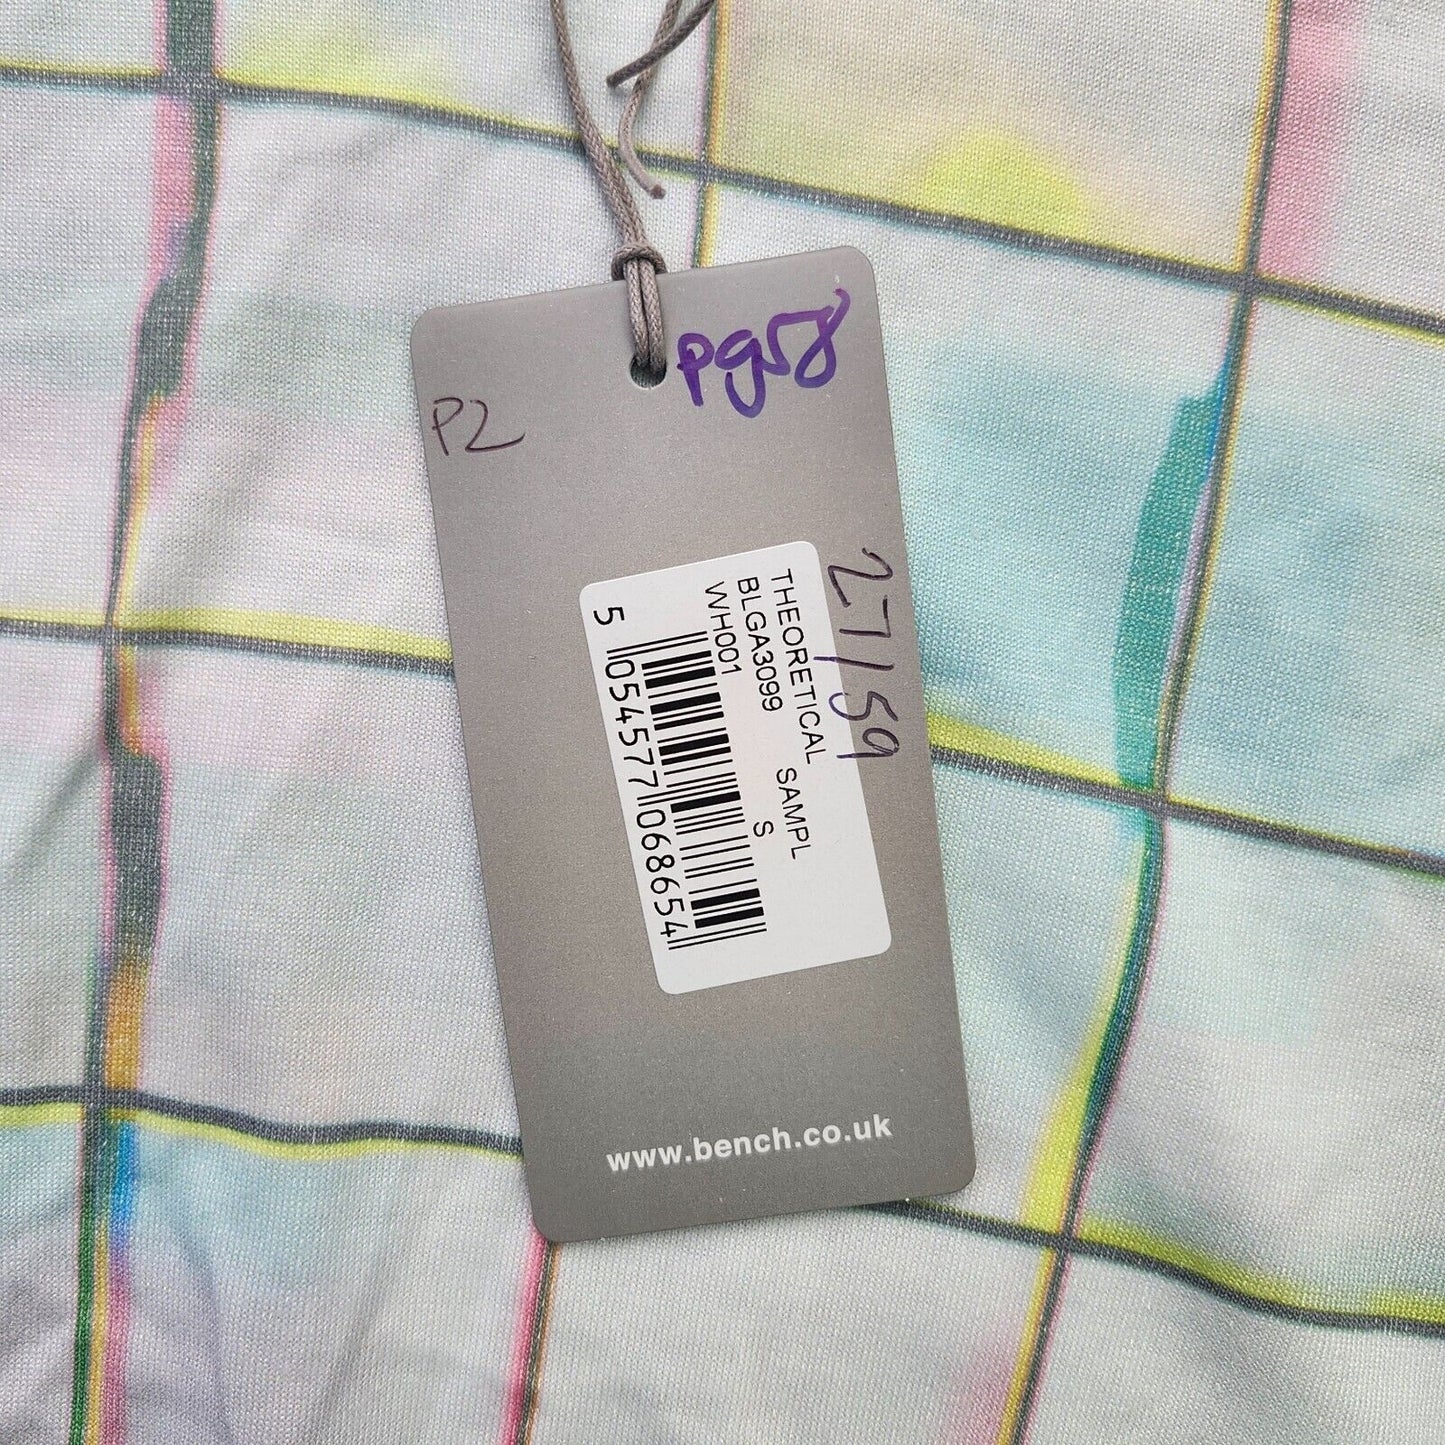 pg58
P2
27/59
THEORETICAL SAMPL
BLGA3099 S
WH001
5 054577 068654
www.bench.co.uk